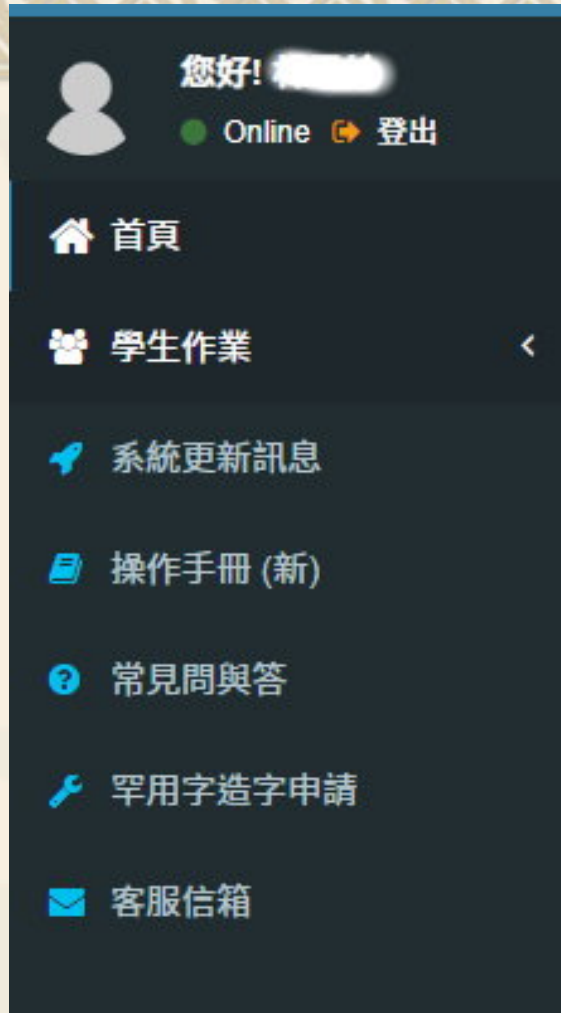 您好!
Online 登出
首頁
學生作業
系統更新訊息
操作手冊 (新)
常見問與答
罕用字造字申請
客服信箱